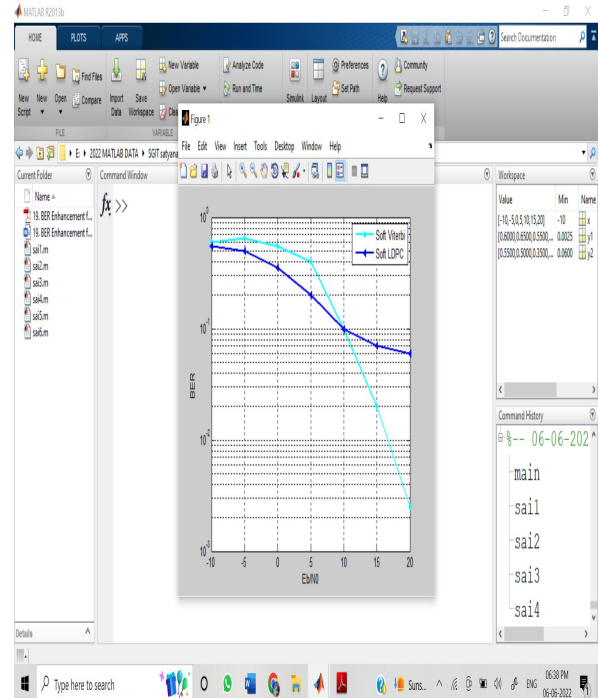 MATLAB R2013b
HOME PLOTS APPS
Search Documentation
New Script
New
Open
Find Files
Compare
Import Data
Save Workspace
New Variable
Open Variable
Analyze Code
Run and Time
Simulink
Layout
Preferences
Set Path
Help
Community
Request Support
FILE
VARIABLE
E: 2022 MATLAB DATA SGIT satyana
Current Folder
Name
19. BER Enhancement f...
19. BER Enhancement f...
sai1.m
sai2.m
sai3.m
sai4.m
sai5.m
sai6.m
Details
Command Window
fx >>
Figure 1
File Edit View Insert Tools Desktop Window Help
Soft Viterbi
Soft LDPC
10^0
10^-1
10^-2
10^-3
BER
-10 -5 0 5 10 15 20
Eb/N0
Workspace
Value Min Name
[-10,-5,0,5,10,15,20] -10 x
[0.6000,0.6500,0.5500,... 0.0025 y1
[0.5500,0.5000,0.3500,... 0.0600 y2
Command History
%-- 06-06-202
main
sai1
sai2
sai3
sai4
Type here to search
Suns...
ENG
06:38 PM
06-06-2022